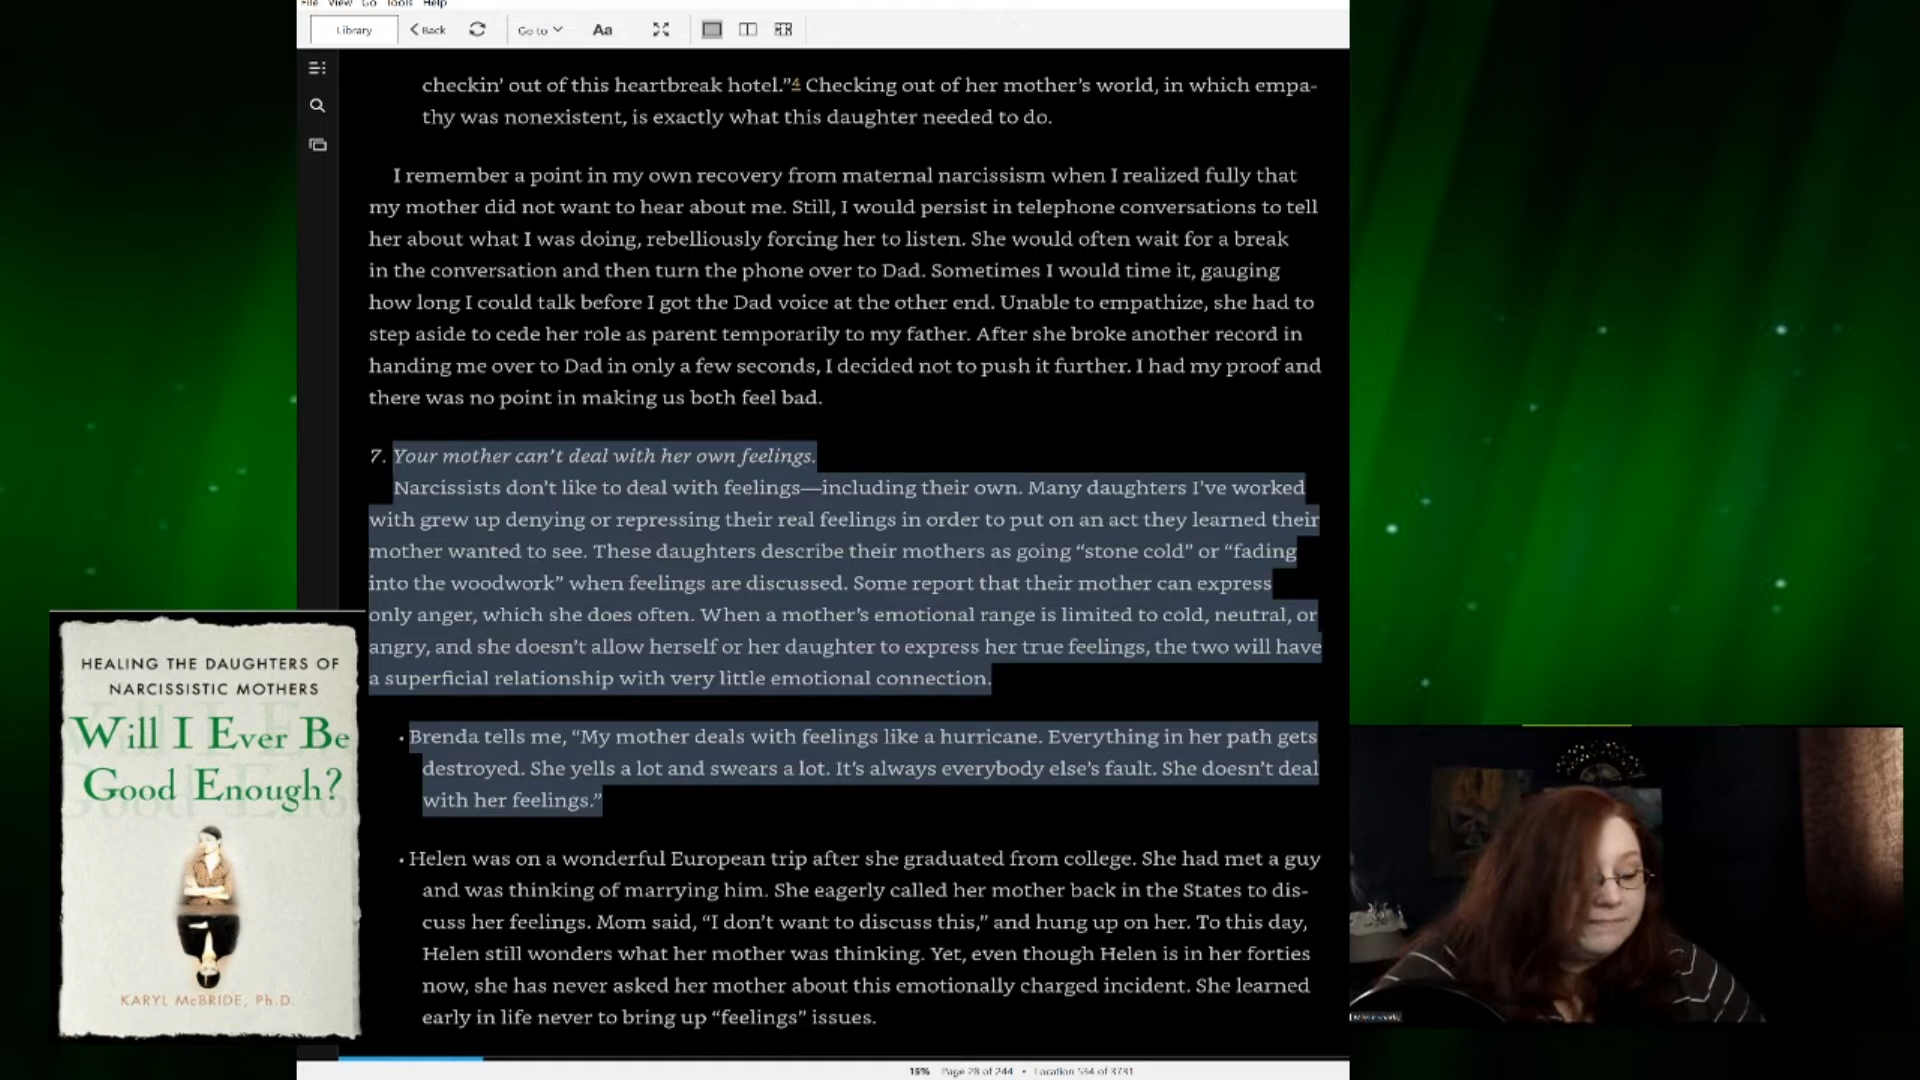 File View Go Tools Help
Library Back Go to Aa
checkin’ out of this heartbreak hotel.”4 Checking out of her mother’s world, in which empa-
thy was nonexistent, is exactly what this daughter needed to do.
I remember a point in my own recovery from maternal narcissism when I realized fully that
my mother did not want to hear about me. Still, I would persist in telephone conversations to tell
her about what I was doing, rebelliously forcing her to listen. She would often wait for a break
in the conversation and then turn the phone over to Dad. Sometimes I would time it, gauging
how long I could talk before I got the Dad voice at the other end. Unable to empathize, she had to
step aside to cede her role as parent temporarily to my father. After she broke another record in
handing me over to Dad in only a few seconds, I decided not to push it further. I had my proof and
there was no point in making us both feel bad.
7. Your mother can’t deal with her own feelings.
Narcissists don’t like to deal with feelings—including their own. Many daughters I’ve worked
with grew up denying or repressing their real feelings in order to put on an act they learned their
mother wanted to see. These daughters describe their mothers as going “stone cold” or “fading
into the woodwork” when feelings are discussed. Some report that their mother can express
only anger, which she does often. When a mother’s emotional range is limited to cold, neutral, or
angry, and she doesn’t allow herself or her daughter to express her true feelings, the two will have
a superficial relationship with very little emotional connection.
• Brenda tells me, “My mother deals with feelings like a hurricane. Everything in her path gets
destroyed. She yells a lot and swears a lot. It’s always everybody else’s fault. She doesn’t deal
with her feelings.”
• Helen was on a wonderful European trip after she graduated from college. She had met a guy
and was thinking of marrying him. She eagerly called her mother back in the States to dis-
cuss her feelings. Mom said, “I don’t want to discuss this,” and hung up on her. To this day,
Helen still wonders what her mother was thinking. Yet, even though Helen is in her forties
now, she has never asked her mother about this emotionally charged incident. She learned
early in life never to bring up “feelings” issues.
15% Page 28 of 244 • Location 554 of 3731
HEALING THE DAUGHTERS OF
NARCISSISTIC MOTHERS
Will I Ever Be
Good Enough?
KARYL McBRIDE, Ph.D.